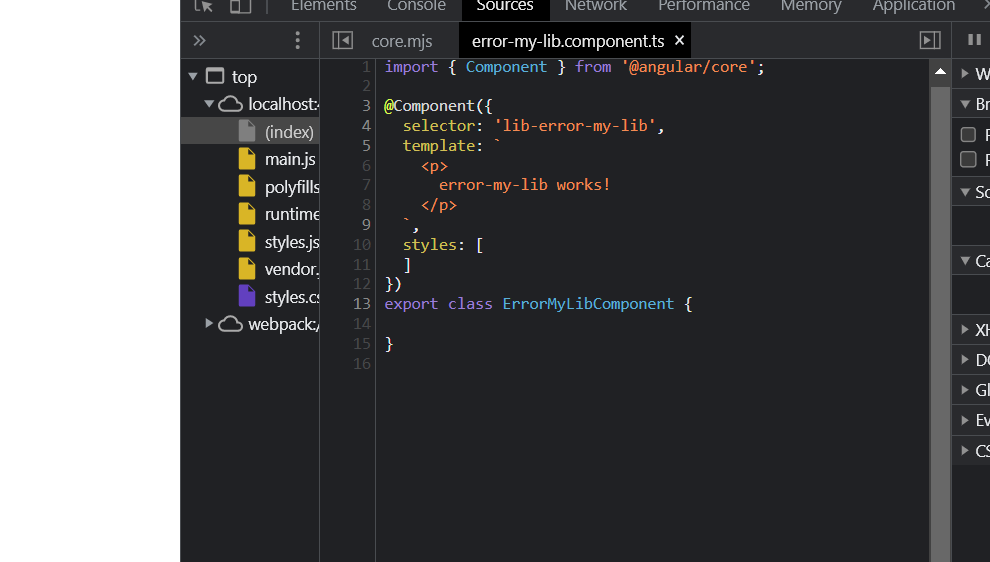 Elements Console Sources Network Performance Memory Application
core.mjs error-my-lib.component.ts ×
top
localhost:4
(index)
main.js
polyfills
runtime
styles.js
vendor.
styles.cs
webpack:/
1 import { Component } from '@angular/core';
2
3 @Component({
4 selector: 'lib-error-my-lib',
5 template: `
6 <p>
7 error-my-lib works!
8 </p>
9 `,
10 styles: [
11 ]
12 })
13 export class ErrorMyLibComponent {
14
15 }
16
W
Br
Sc
Ca
XH
DO
Gl
Ev
CS